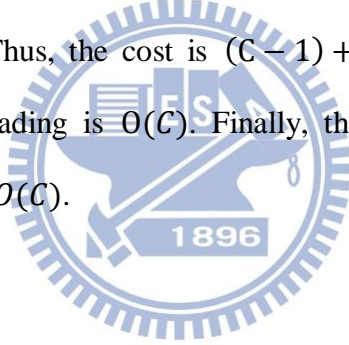 Thus, the cost is (C − 1) +
ading is O(C). Finally, th
O(C).
E S
1896